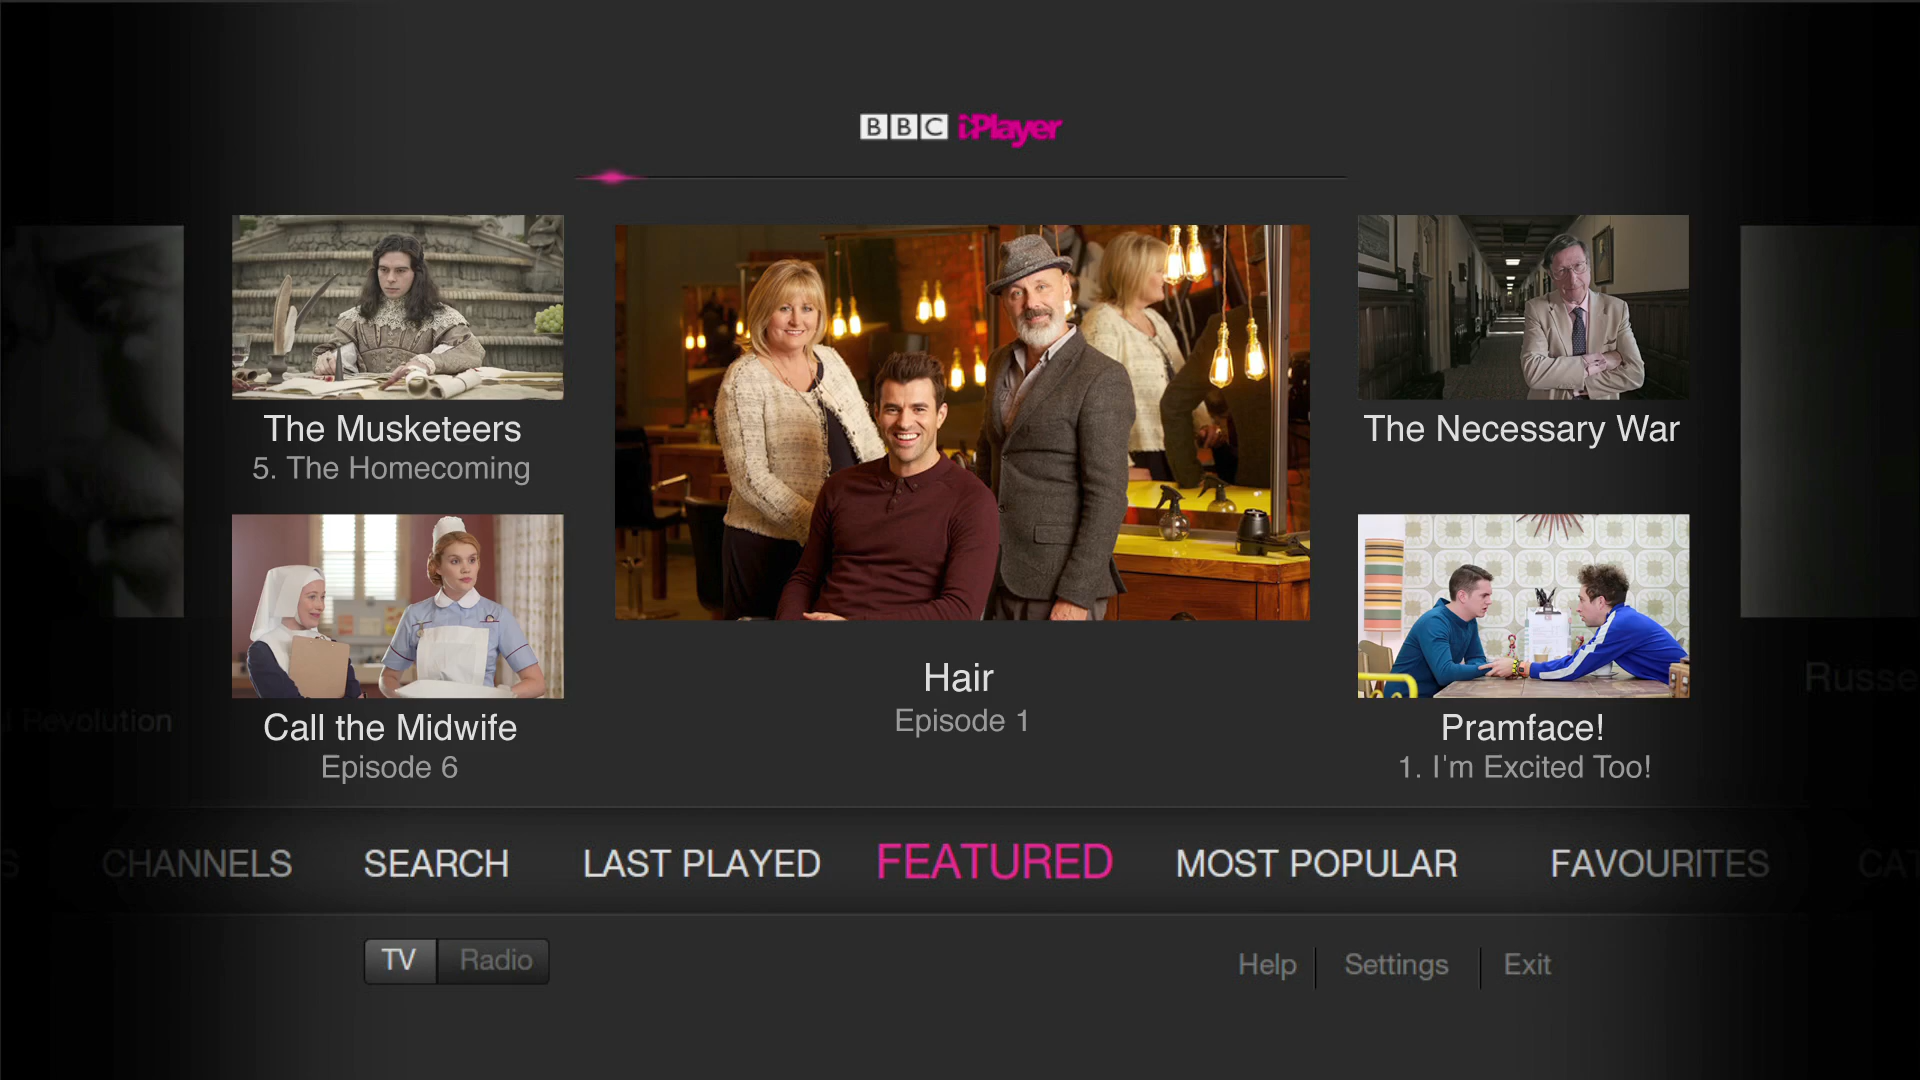 BBC iPlayer
The Musketeers
5. The Homecoming
Call the Midwife
Episode 6
Hair
Episode 1
The Necessary War
Pramface!
1. I'm Excited Too!
Revolution
CHANNELS
SEARCH
LAST PLAYED
FEATURED
MOST POPULAR
FAVOURITES
TV
Radio
Help
Settings
Exit